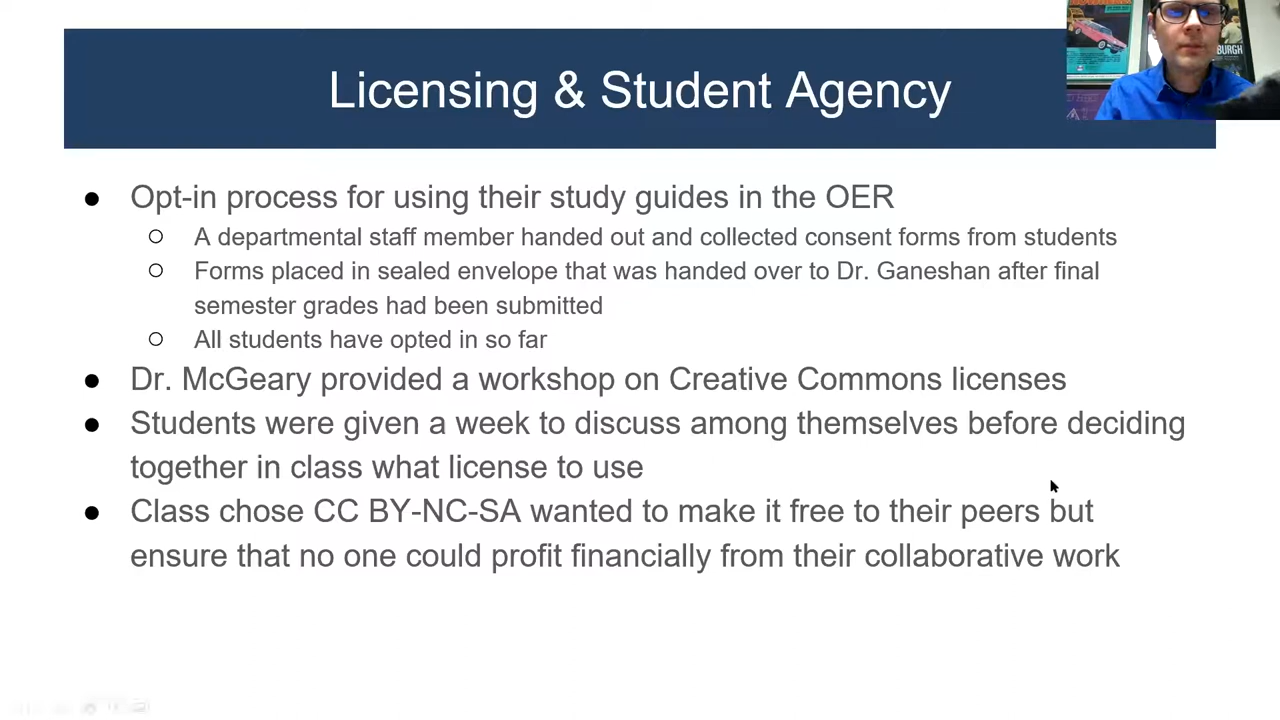 Licensing & Student Agency
● Opt-in process for using their study guides in the OER
○ A departmental staff member handed out and collected consent forms from students
○ Forms placed in sealed envelope that was handed over to Dr. Ganeshan after final
semester grades had been submitted
○ All students have opted in so far
● Dr. McGeary provided a workshop on Creative Commons licenses
● Students were given a week to discuss among themselves before deciding
together in class what license to use
● Class chose CC BY-NC-SA wanted to make it free to their peers but
ensure that no one could profit financially from their collaborative work